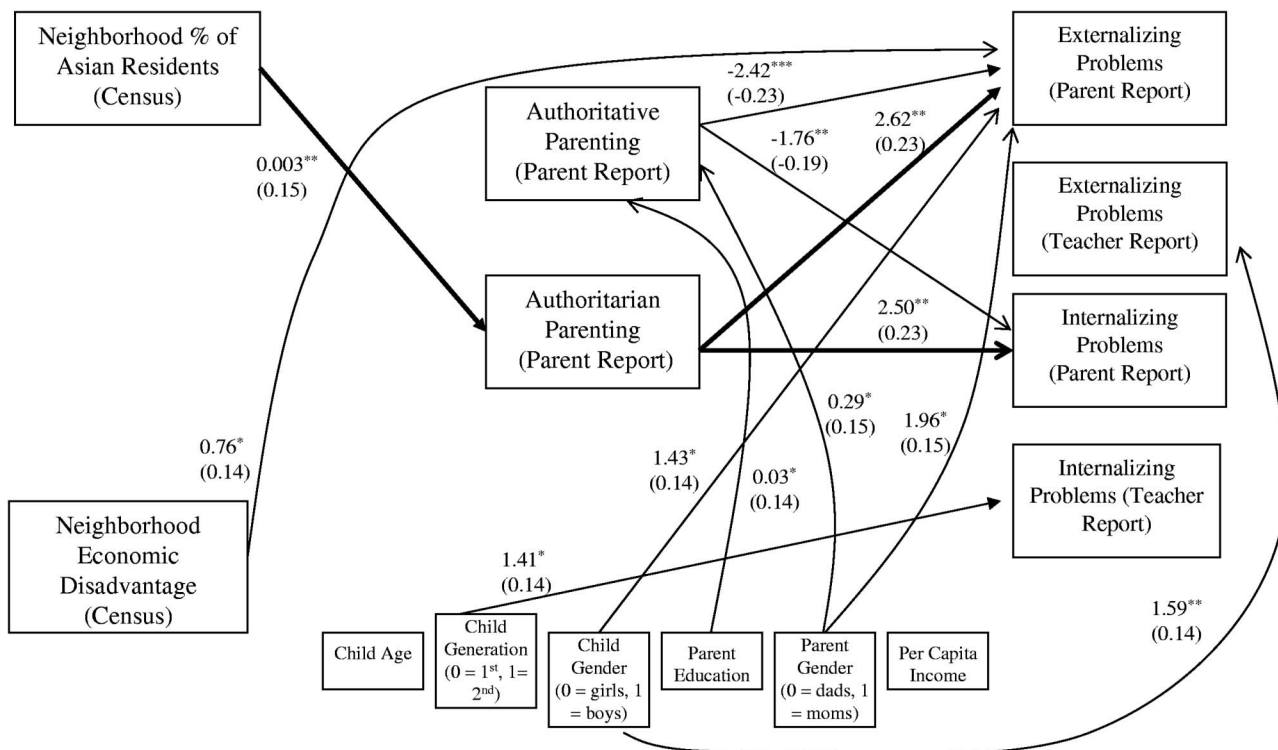 Neighborhood % of
Asian Residents
(Census)
Externalizing
Problems
(Parent Report)
-2.42***
(-0.23)
Authoritative
Parenting
(Parent Report)
2.62**
(0.23)
-1.76**
(-0.19)
0.003**
(0.15)
Externalizing
Problems
(Teacher Report)
Authoritarian
Parenting
(Parent Report)
2.50**
(0.23)
Internalizing
Problems
(Parent Report)
0.29*
(0.15)
1.96*
(0.15)
0.76*
(0.14)
1.43*
(0.14)
0.03*
(0.14)
Internalizing
Problems (Teacher
Report)
Neighborhood
Economic
Disadvantage
(Census)
1.41*
(0.14)
1.59**
(0.14)
Child Age
Child
Generation
(0 = 1st, 1=
2nd)
Child
Gender
(0 = girls, 1
= boys)
Parent
Education
Parent
Gender
(0 = dads, 1
= moms)
Per Capita
Income